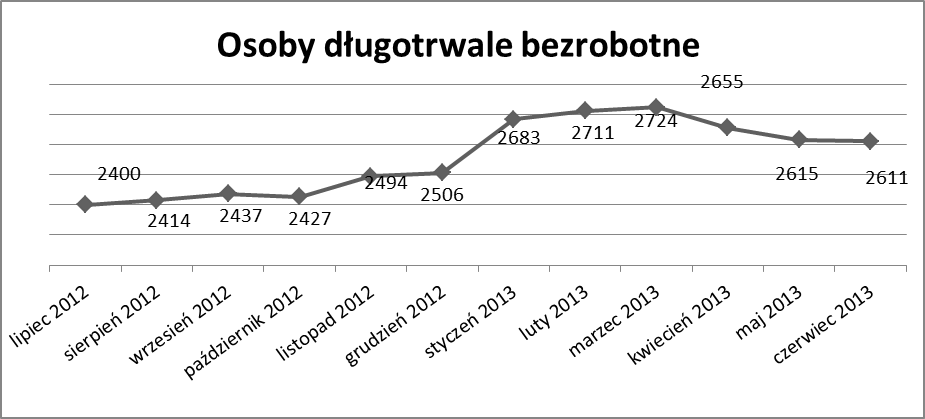 Osoby długotrwale bezrobotne
2400
2414
2437
2427
2494
2506
2683
2711
2724
2655
2615
2611
lipiec 2012
sierpień 2012
wrzesień 2012
październik 2012
listopad 2012
grudzień 2012
styczeń 2013
luty 2013
marzec 2013
kwiecień 2013
maj 2013
czerwiec 2013